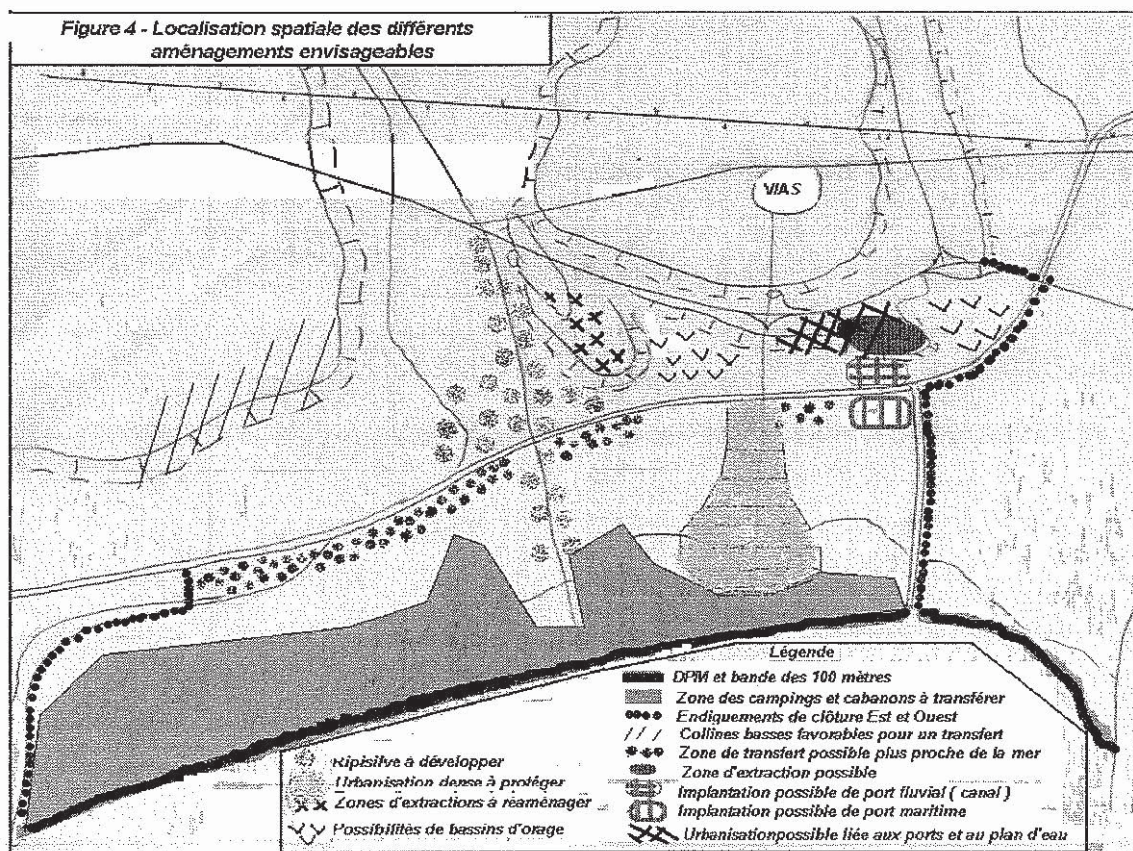 Figure 4 - Localisation spatiale des différents
aménagements envisageables
VIAS
Légende
DPM et bande des 100 mètres
Zone des campings et cabanons à transférer
Endiguements de clôture Est et Ouest
Collines basses favorables pour un transfert
Zone de transfert possible plus proche de la mer
Zone d'extraction possible
Implantation possible de port fluvial ( canal )
Implantation possible de port maritime
Urbanisationpossible liée aux ports et au plan d'eau
Ripisilve à développer
Urbanisation dense à protéger
Zones d'extractions à réaménager
Possibilités de bassins d'orage